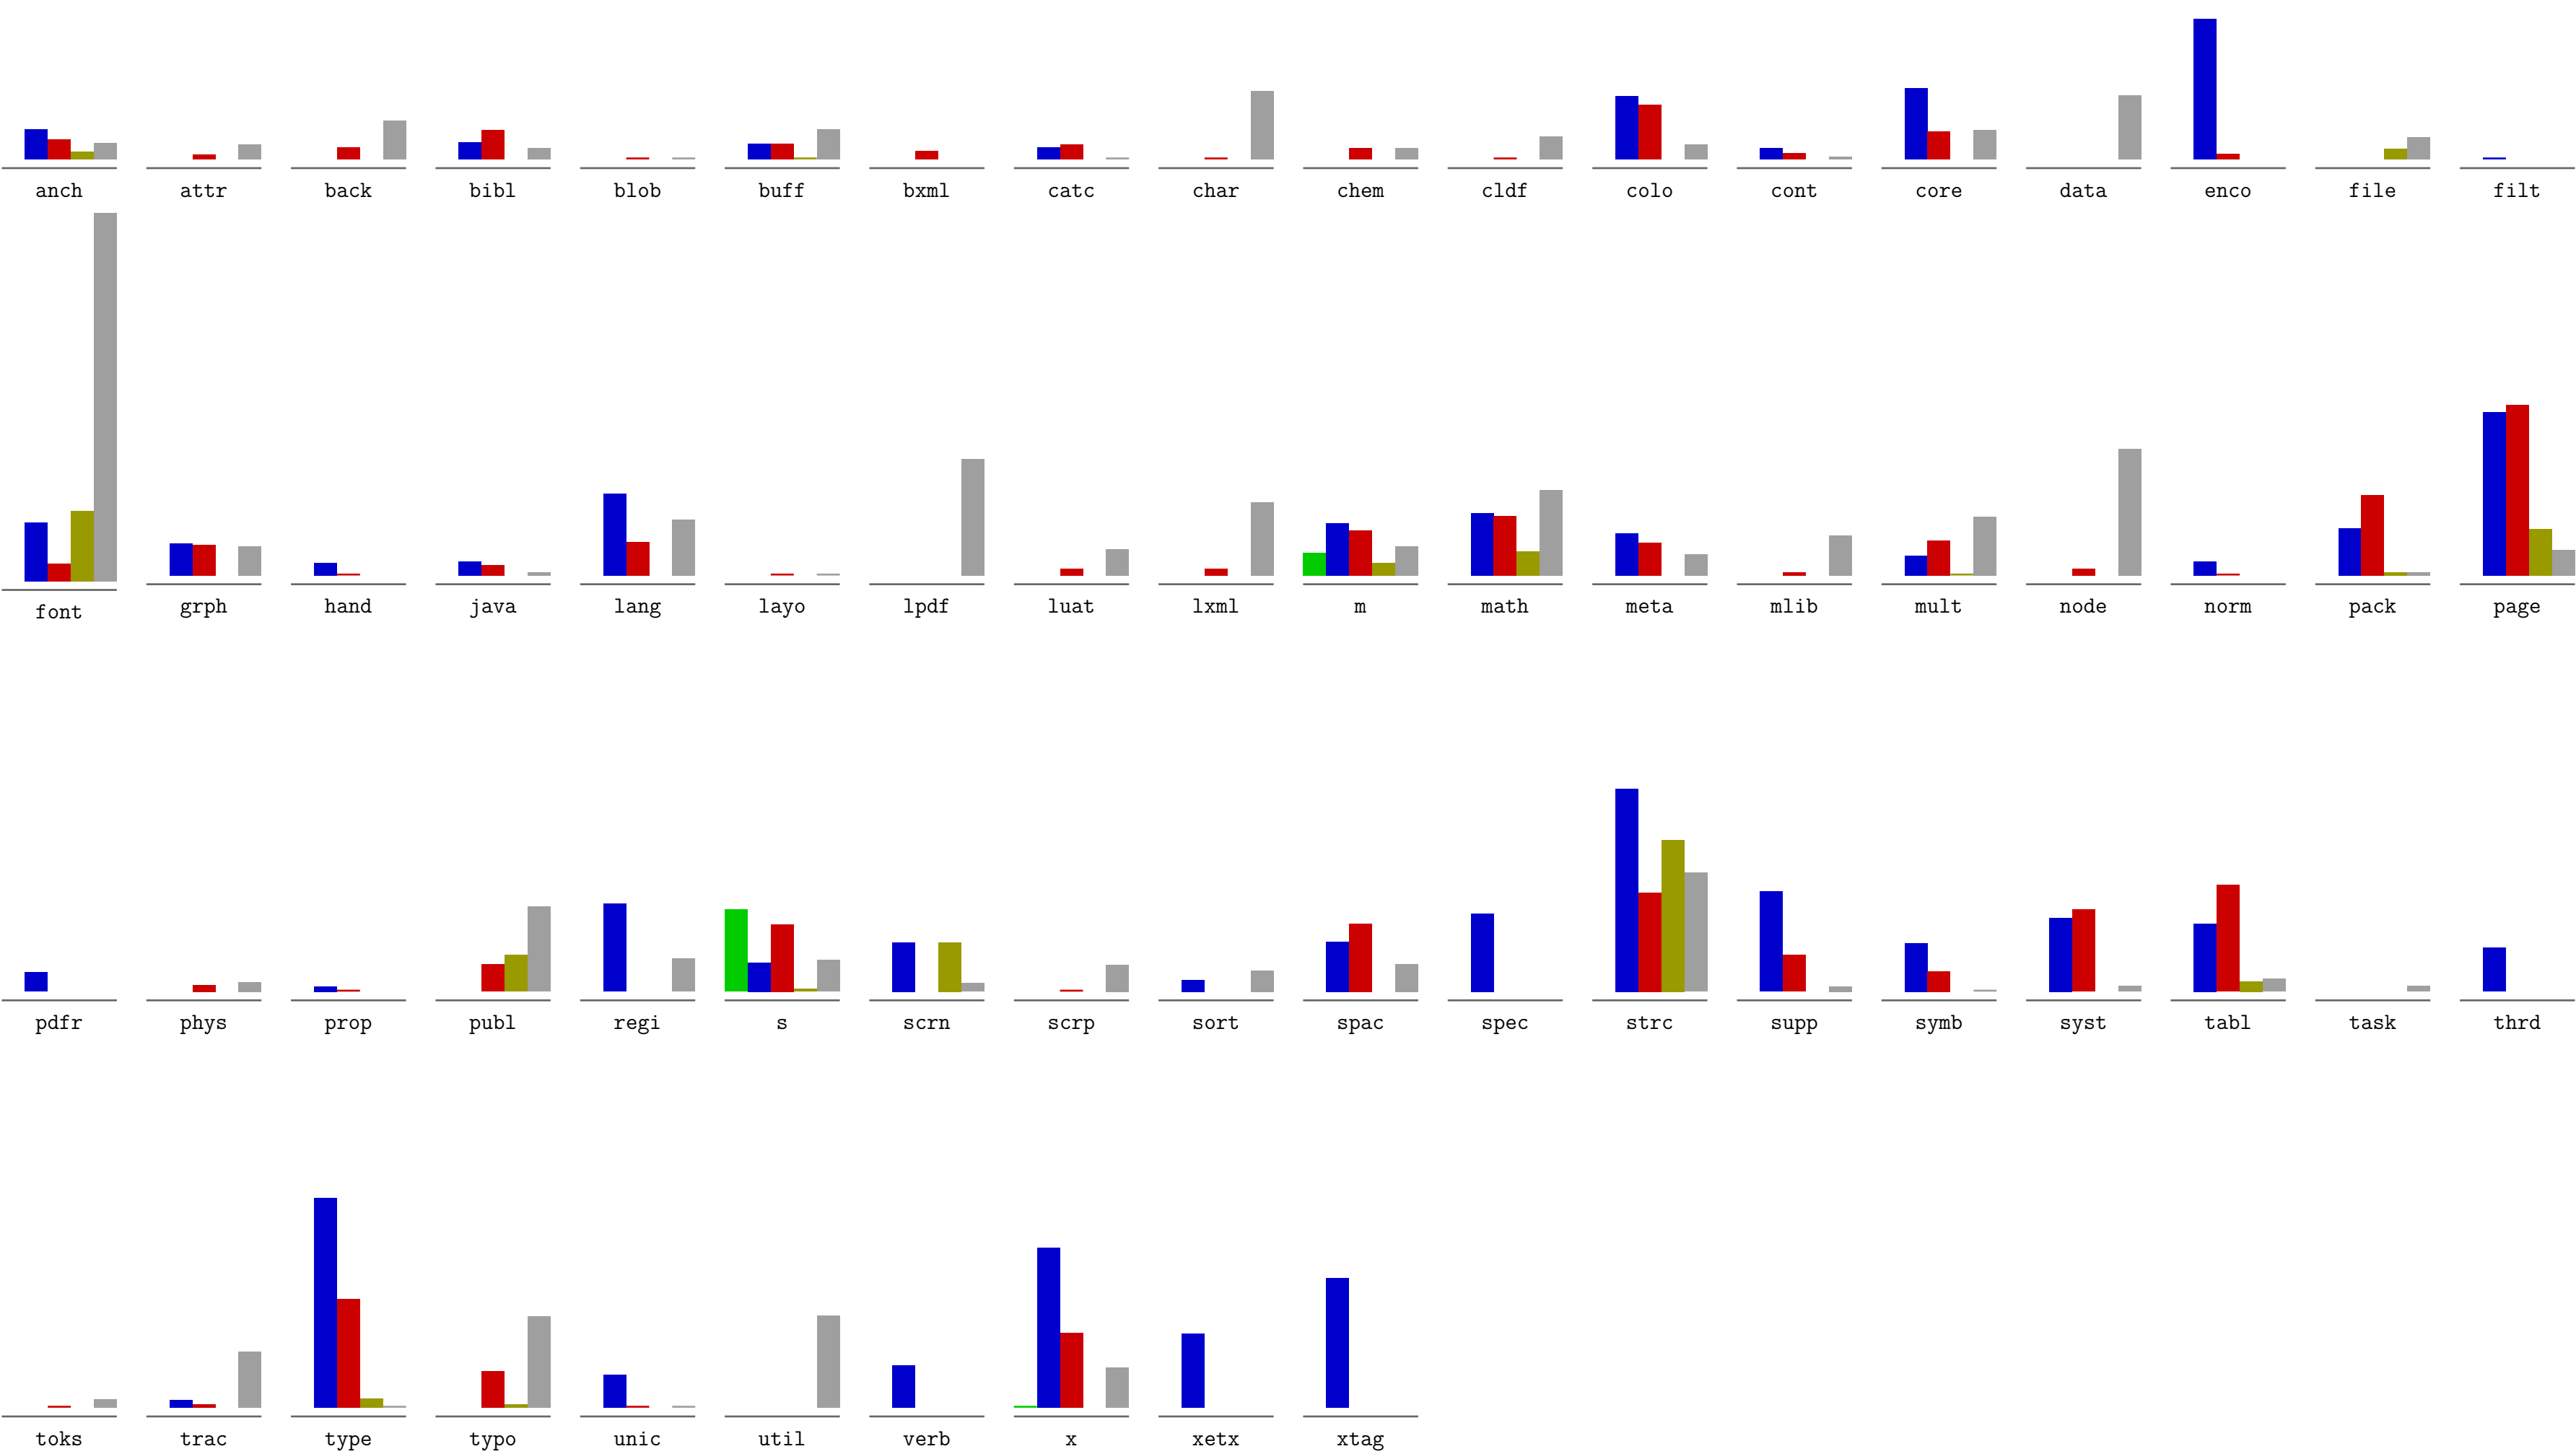 anch attr back bibl blob buff bxml catc char chem cldf colo cont core data enco file filt
font grph hand java lang layo lpdf luat lxml m math meta mlib mult node norm pack page
pdfr phys prop publ regi s scrn scrp sort spac spec strc supp symb syst tabl task thrd
toks trac type typo unic util verb x xetx xtag